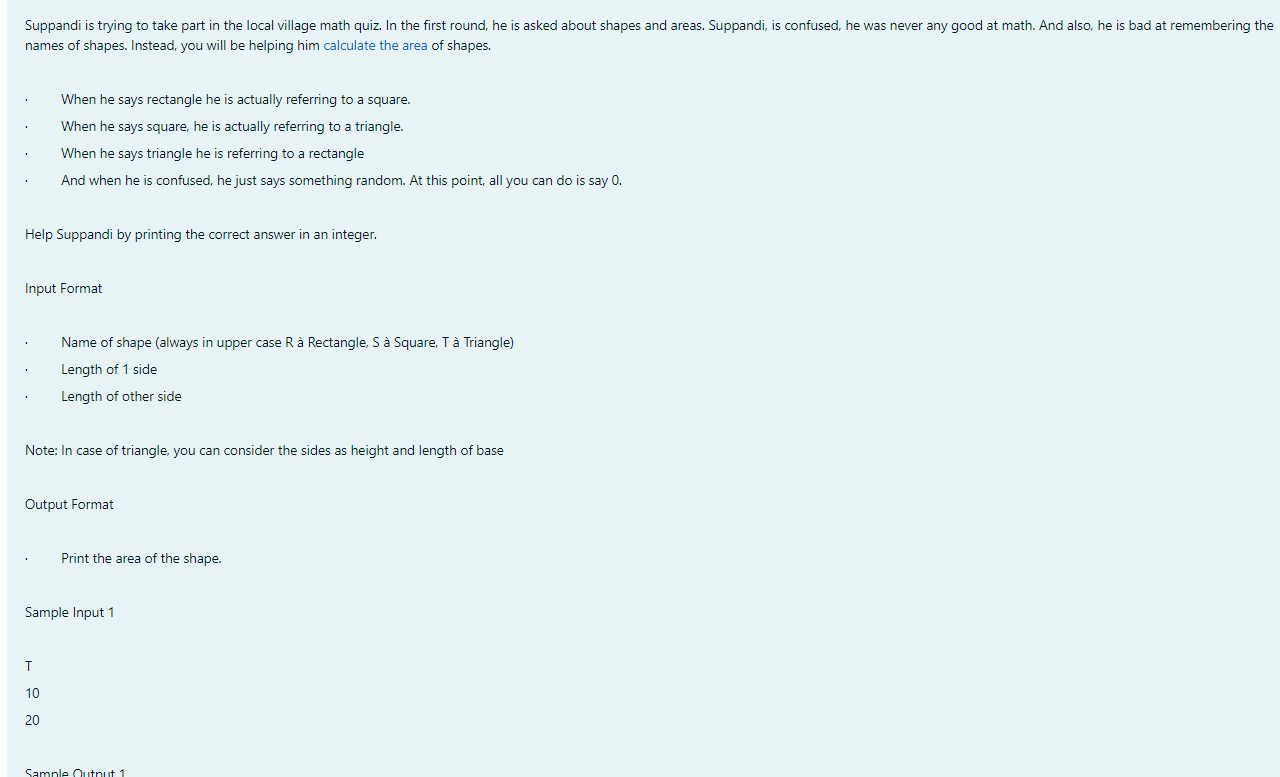 Suppandi is trying to take part in the local village math quiz. In the first round, he is asked about shapes and areas. Suppandi, is confused, he was never any good at math. And also, he is bad at remembering the
names of shapes. Instead, you will be helping him calculate the area of shapes.
· When he says rectangle he is actually referring to a square.
· When he says square, he is actually referring to a triangle.
· When he says triangle he is referring to a rectangle
· And when he is confused, he just says something random. At this point, all you can do is say 0.
Help Suppandi by printing the correct answer in an integer.
Input Format
· Name of shape (always in upper case R à Rectangle, S à Square, T à Triangle)
· Length of 1 side
· Length of other side
Note: In case of triangle, you can consider the sides as height and length of base
Output Format
· Print the area of the shape.
Sample Input 1
T
10
20
Sample Output 1